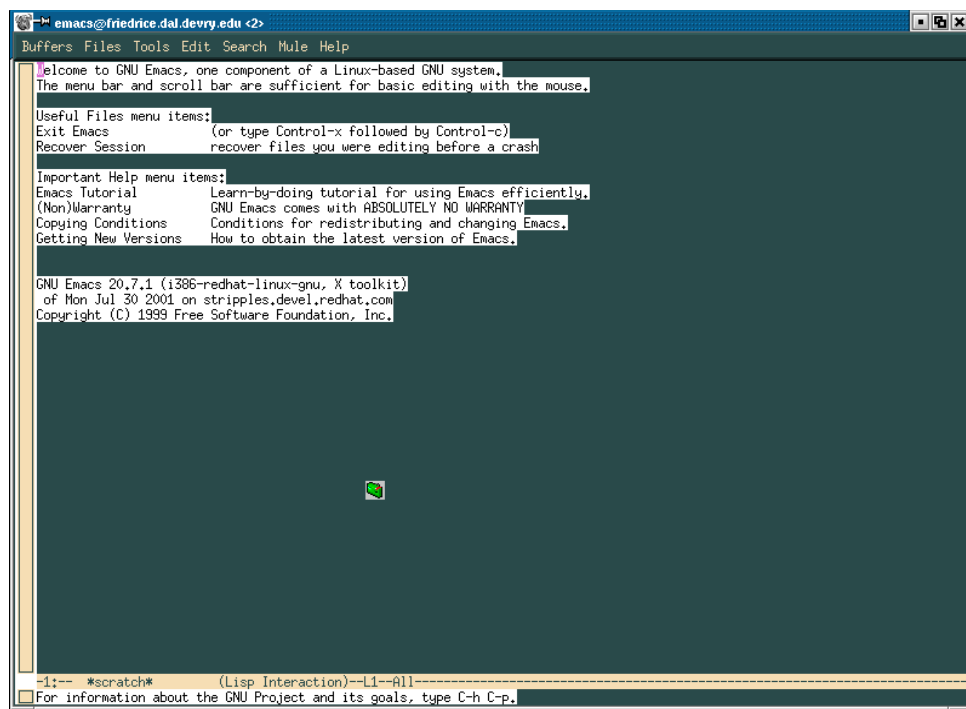 emacs@friedrice.dal.devry.edu <2>
Buffers Files Tools Edit Search Mule Help
Welcome to GNU Emacs, one component of a Linux-based GNU system.
The menu bar and scroll bar are sufficient for basic editing with the mouse.
Useful Files menu items:
Exit Emacs (or type Control-x followed by Control-c)
Recover Session recover files you were editing before a crash
Important Help menu items:
Emacs Tutorial Learn-by-doing tutorial for using Emacs efficiently.
(Non)Warranty GNU Emacs comes with ABSOLUTELY NO WARRANTY
Copying Conditions Conditions for redistributing and changing Emacs.
Getting New Versions How to obtain the latest version of Emacs.
GNU Emacs 20.7.1 (i386-redhat-linux-gnu, X toolkit)
of Mon Jul 30 2001 on stripples.devel.redhat.com
Copyright (C) 1999 Free Software Foundation, Inc.
-1:-- *scratch* (Lisp Interaction)--L1--All--------------------------------------------------
For information about the GNU Project and its goals, type C-h C-p.